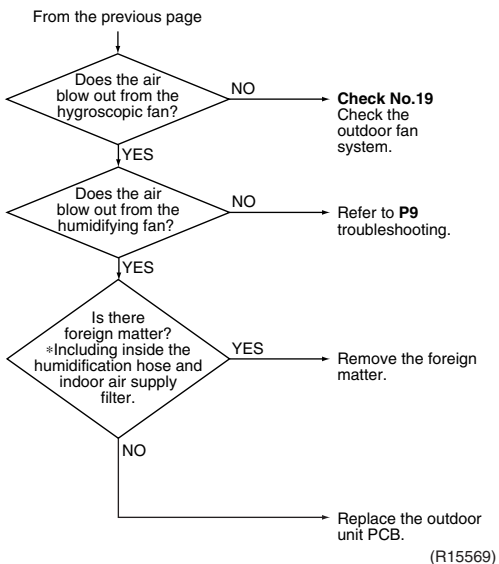 From the previous page
Does the air
blow out from the
hygroscopic fan?
NO
Check No.19
Check the
outdoor fan
system.
YES
Does the air
blow out from the
humidifying fan?
NO
Refer to P9
troubleshooting.
YES
Is there
foreign matter?
*Including inside the
humidification hose and
indoor air supply
filter.
YES
Remove the foreign
matter.
NO
Replace the outdoor
unit PCB.
(R15569)